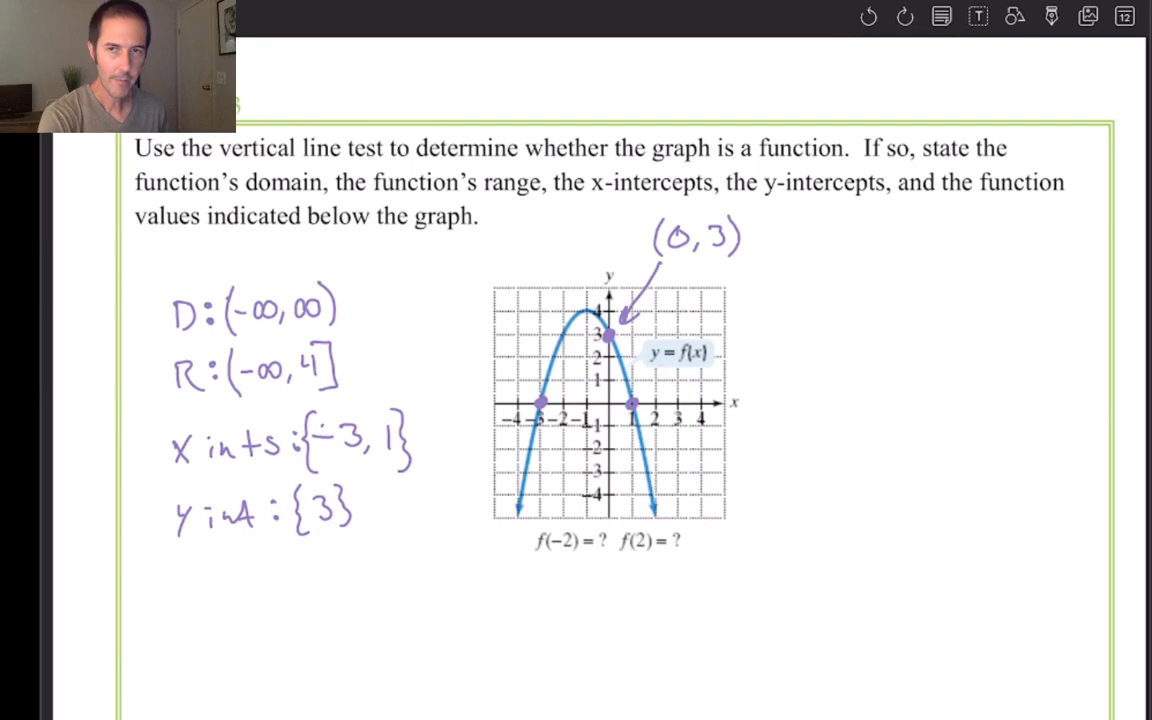 12
Use the vertical line test to determine whether the graph is a function. If so, state the
function's domain, the function's range, the x-intercepts, the y-intercepts, and the function
values indicated below the graph.
(0,3)
D:(-∞,∞)
R:(-∞,4]
x ints:{-3,1}
y int:{3}
y
4
3
2
1
y = f(x)
x
-4 -3 -2 -1 1 2 3 4
-1
-2
-3
-4
f(-2) = ? f(2) = ?